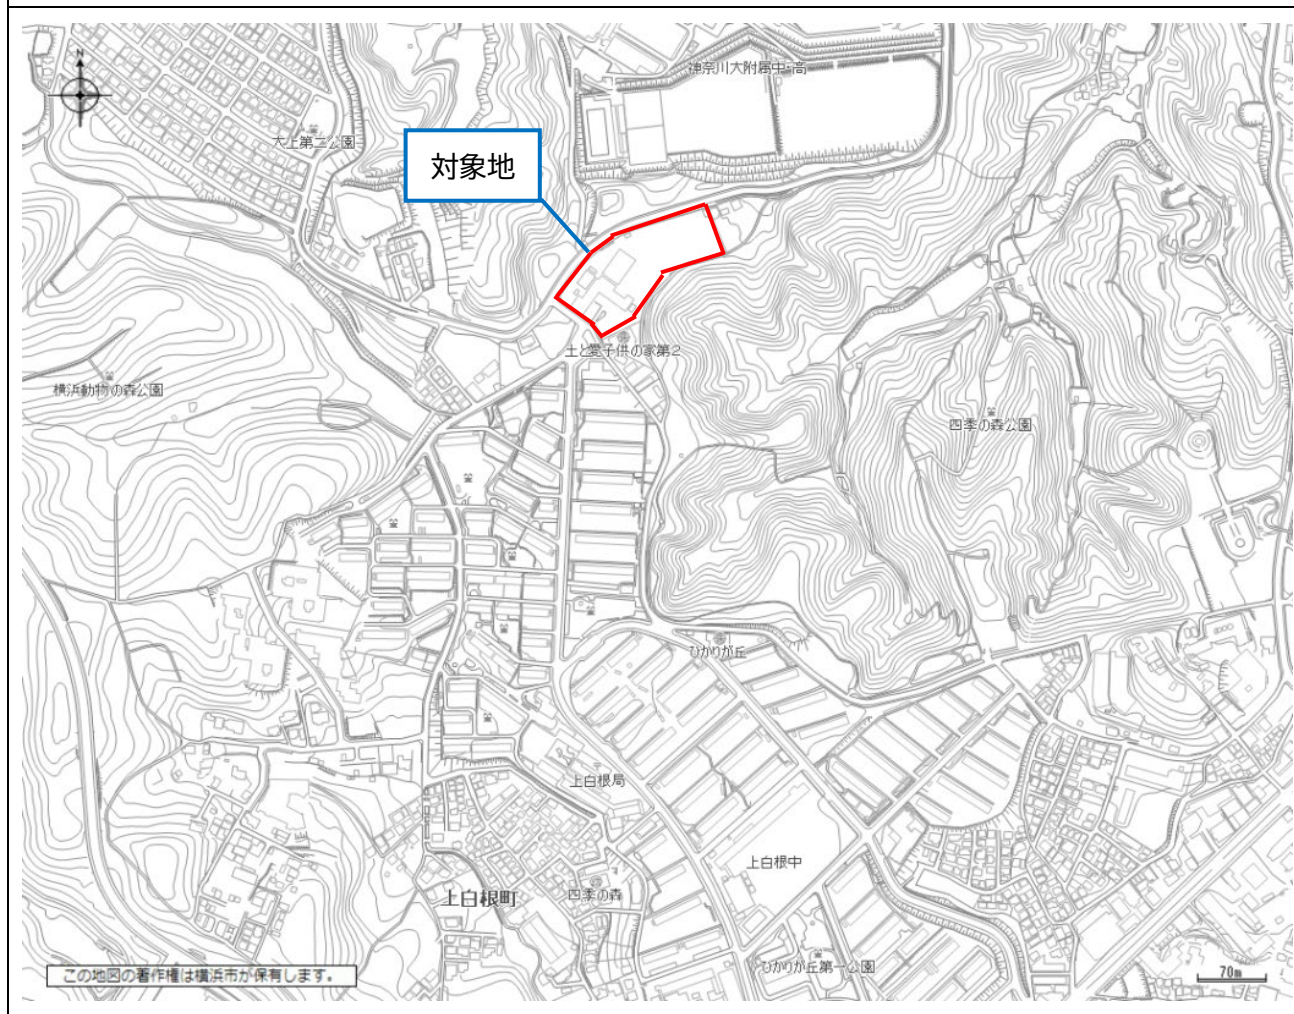 神奈川大附属中・高
N
大上第二公園
対象地
土と愛子供の家第2
横浜動物の森公園
四季の森公園
ひかりが丘
上白根局
上白根中
四季の森
上白根町
ひかりが丘第一公園
この地図の著作権は横浜市が保有します。
70m